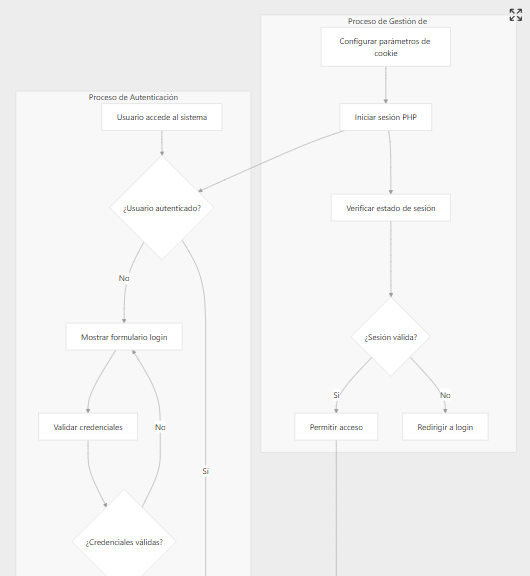 Proceso de Gestión de
Configurar parámetros de
cookie
Proceso de Autenticación
Usuario accede al sistema
Iniciar sesión PHP
¿Usuario autenticado?
Verificar estado de sesión
No
Mostrar formulario login
¿Sesión válida?
Si
No
Validar credenciales
No
Permitir acceso
Redirigir a login
Si
¿Credenciales válidas?